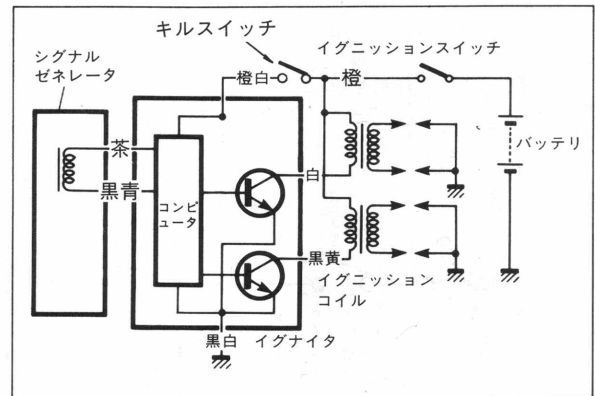 キルスイッチ
イグニッションスイッチ
シグナル
ゼネレータ
橙白
橙
茶
黒青
コンピ
ュータ
白
バッテリ
黒黄
イグニッション
コイル
黒白
イグナイタ